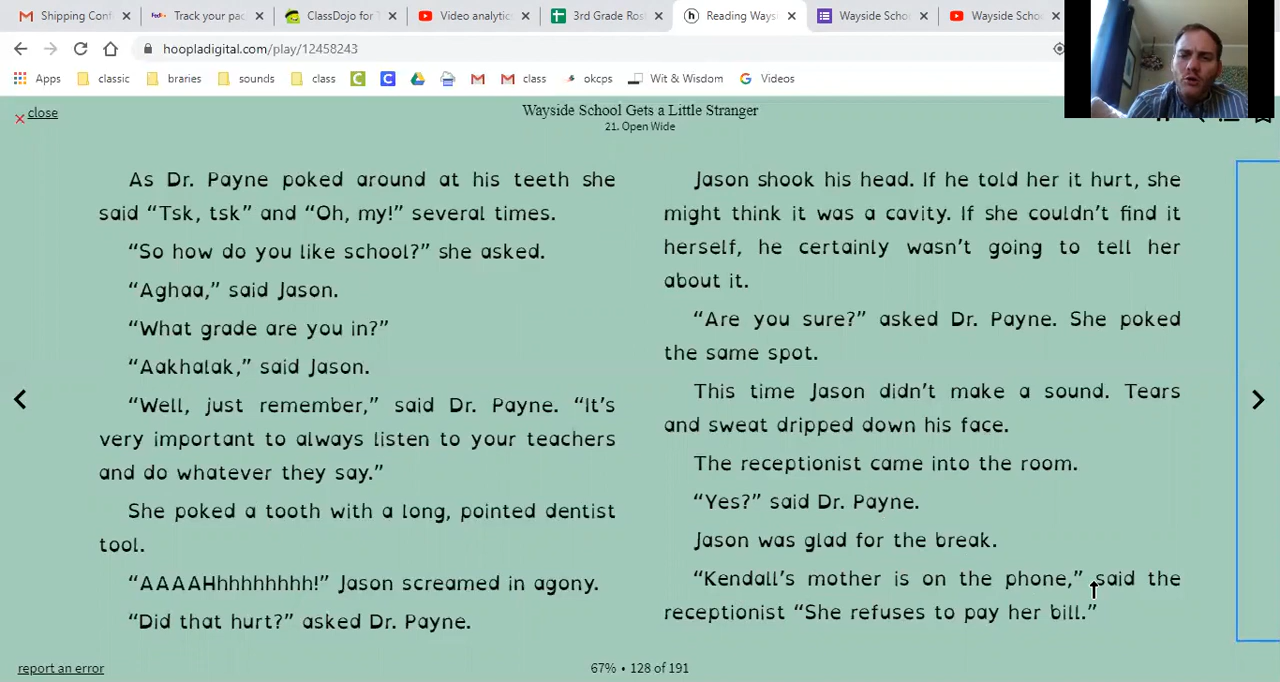 Shipping Conf
Track your pac
ClassDojo for T
Video analytic
3rd Grade Ros
Reading Ways
Wayside Schoo
Wayside Schoo
hoopladigital.com/play/12458243
Apps
classic
braries
sounds
class
class
okcps
Wit & Wisdom
Videos
close
Wayside School Gets a Little Stranger
21. Open Wide
As Dr. Payne poked around at his teeth she
said “Tsk, tsk” and “Oh, my!” several times.
“So how do you like school?” she asked.
“Aghaa,” said Jason.
“What grade are you in?”
“Aakhalak,” said Jason.
“Well, just remember,” said Dr. Payne. “It’s
very important to always listen to your teachers
and do whatever they say.”
She poked a tooth with a long, pointed dentist
tool.
“AAAAHhhhhhhhh!” Jason screamed in agony.
“Did that hurt?” asked Dr. Payne.
Jason shook his head. If he told her it hurt, she
might think it was a cavity. If she couldn’t find it
herself, he certainly wasn’t going to tell her
about it.
“Are you sure?” asked Dr. Payne. She poked
the same spot.
This time Jason didn’t make a sound. Tears
and sweat dripped down his face.
The receptionist came into the room.
“Yes?” said Dr. Payne.
Jason was glad for the break.
“Kendall’s mother is on the phone,” said the
receptionist “She refuses to pay her bill.”
report an error
67% • 128 of 191